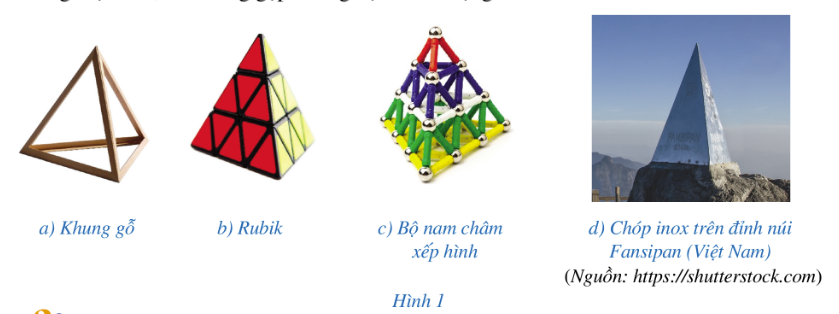 a) Khung gỗ
b) Rubik
c) Bộ nam châm
xếp hình
d) Chóp inox trên đỉnh núi
Fansipan (Việt Nam)
(Nguồn: https://shutterstock.com)
Hình 1